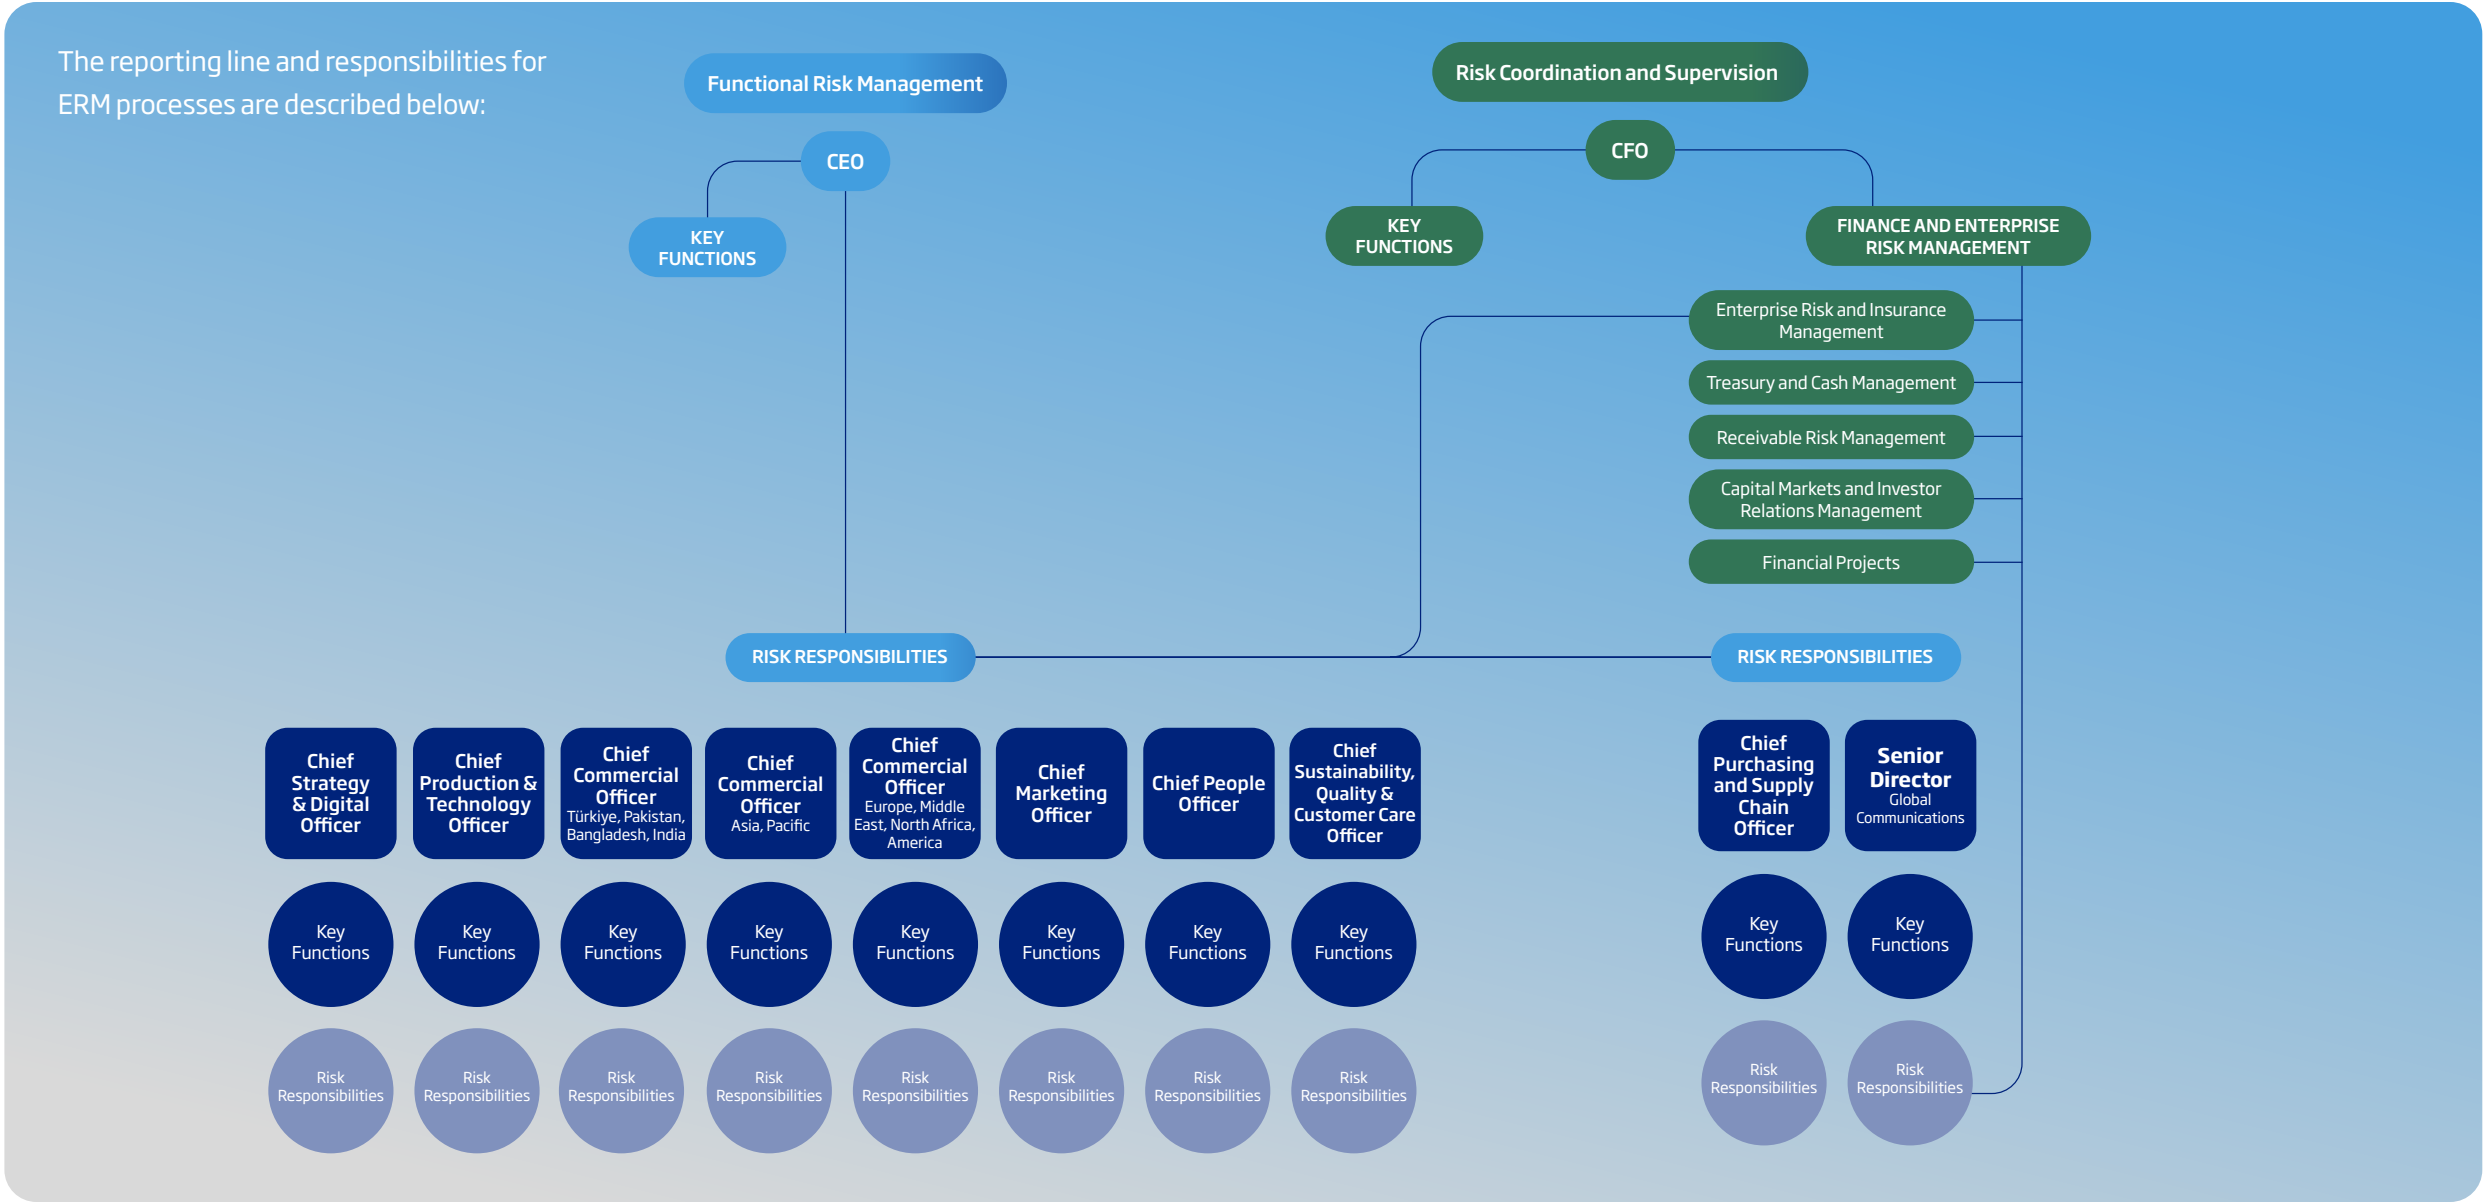 The reporting line and responsibilities for
ERM processes are described below:
Functional Risk Management
CEO
KEY
FUNCTIONS
Risk Coordination and Supervision
CFO
KEY
FUNCTIONS
FINANCE AND ENTERPRISE
RISK MANAGEMENT
Enterprise Risk and Insurance
Management
Treasury and Cash Management
Receivable Risk Management
Capital Markets and Investor
Relations Management
Financial Projects
RISK RESPONSIBILITIES
RISK RESPONSIBILITIES
Chief
Strategy
& Digital
Officer
Chief
Production &
Technology
Officer
Chief
Commercial
Officer
Türkiye, Pakistan,
Bangladesh, India
Chief
Commercial
Officer
Asia, Pacific
Chief
Commercial
Officer
Europe, Middle
East, North Africa,
America
Chief
Marketing
Officer
Chief People
Officer
Chief
Sustainability,
Quality &
Customer Care
Officer
Chief
Purchasing
and Supply
Chain
Officer
Senior
Director
Global
Communications
Key
Functions
Key
Functions
Key
Functions
Key
Functions
Key
Functions
Key
Functions
Key
Functions
Key
Functions
Key
Functions
Key
Functions
Risk
Responsibilities
Risk
Responsibilities
Risk
Responsibilities
Risk
Responsibilities
Risk
Responsibilities
Risk
Responsibilities
Risk
Responsibilities
Risk
Responsibilities
Risk
Responsibilities
Risk
Responsibilities